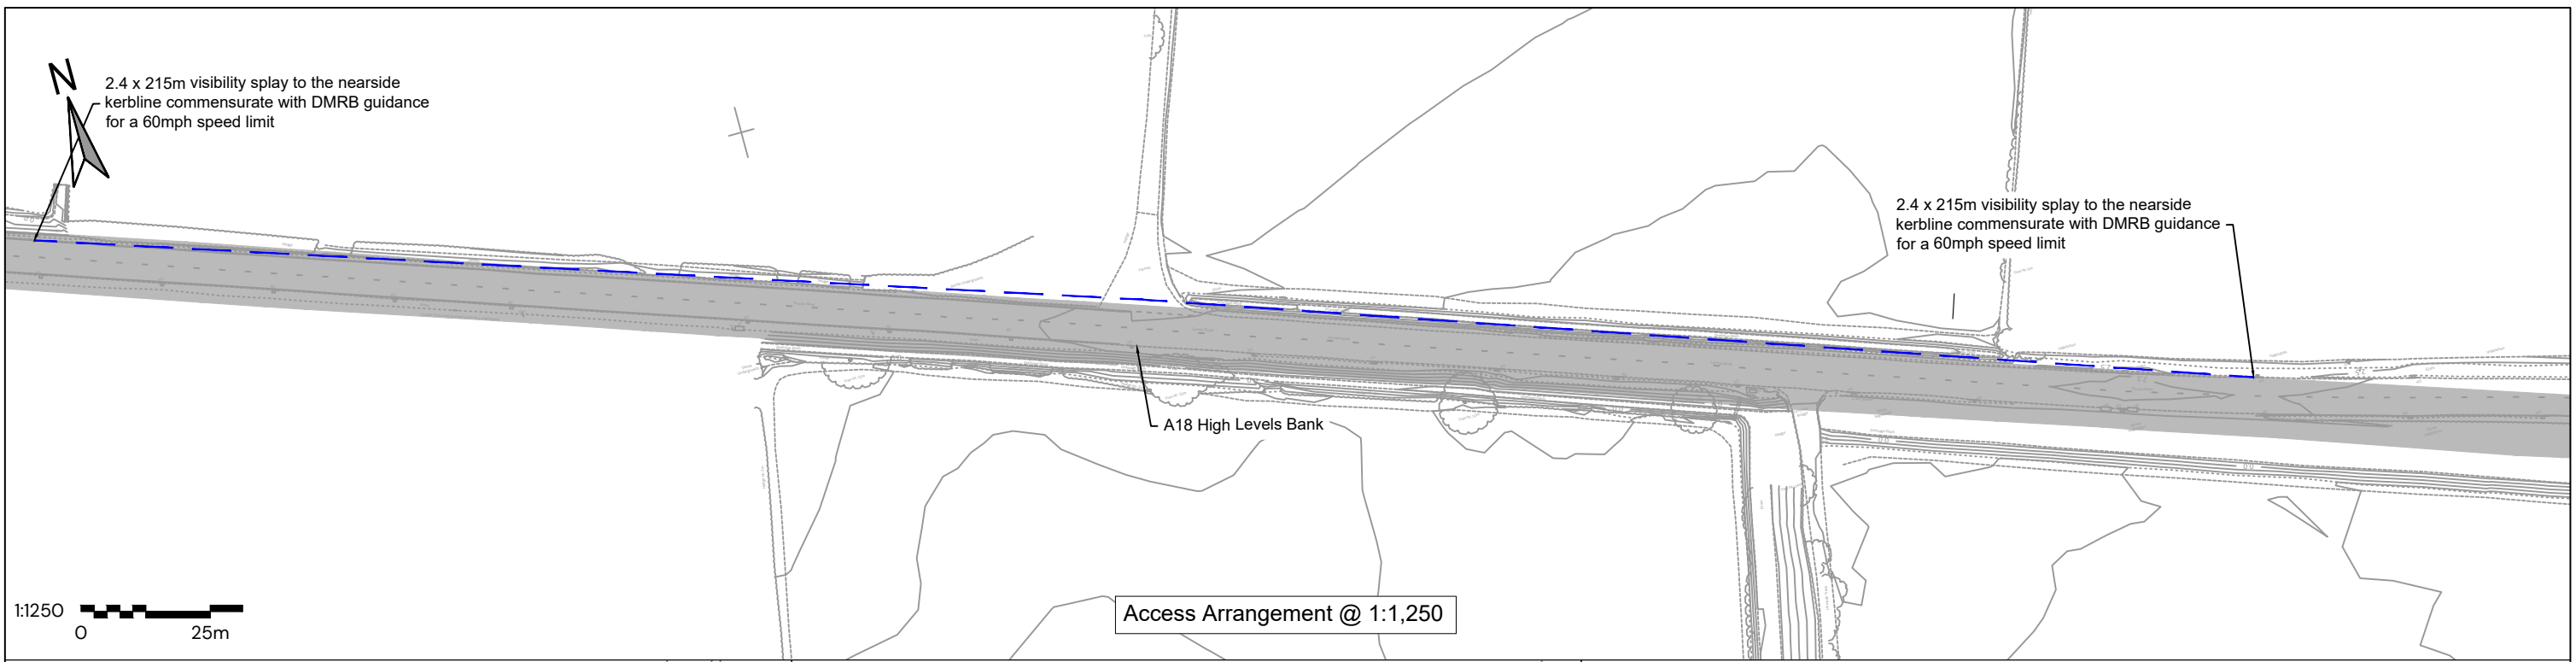 N
2.4 x 215m visibility splay to the nearside
kerbline commensurate with DMRB guidance
for a 60mph speed limit
2.4 x 215m visibility splay to the nearside
kerbline commensurate with DMRB guidance
for a 60mph speed limit
A18 High Levels Bank
1:1250
0 25m
Access Arrangement @ 1:1,250